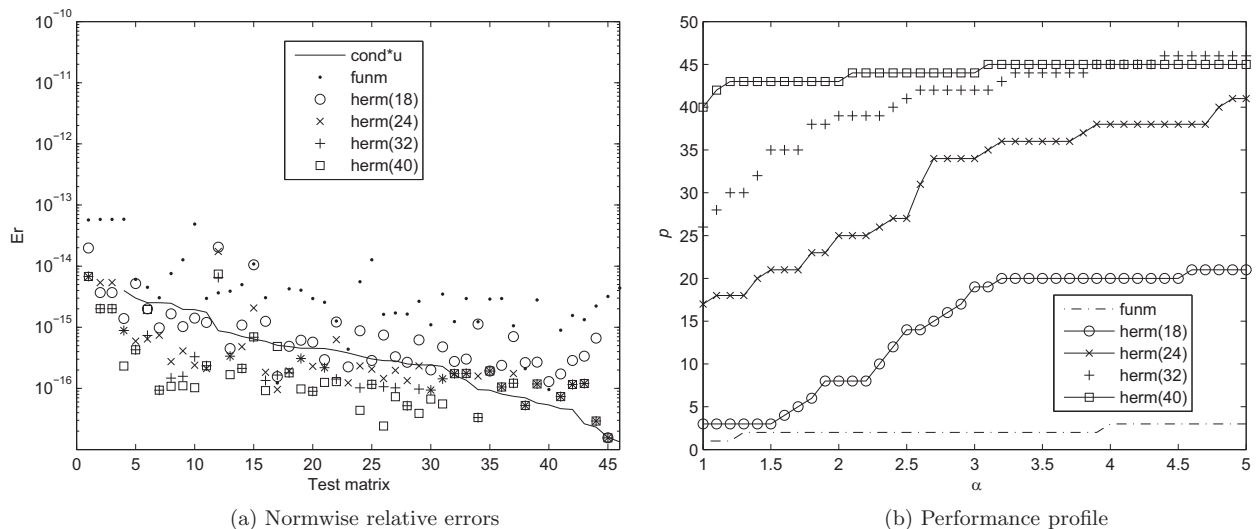 10^-10
10^-11
10^-12
10^-13
10^-14
10^-15
10^-16
Er
0 5 10 15 20 25 30 35 40 45
Test matrix
cond*u
funm
herm(18)
herm(24)
herm(32)
herm(40)
(a) Normwise relative errors
50
45
40
35
30
25
20
15
10
5
0
p
1 1.5 2 2.5 3 3.5 4 4.5 5
α
funm
herm(18)
herm(24)
herm(32)
herm(40)
(b) Performance profile